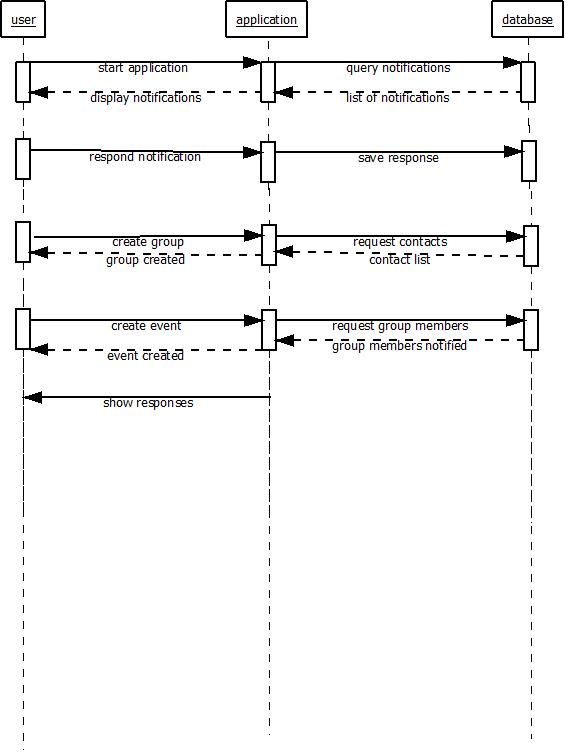 user
application
database
start application
query notifications
display notifications
list of notifications
respond notification
save response
create group
request contacts
group created
contact list
create event
request group members
event created
group members notified
show responses